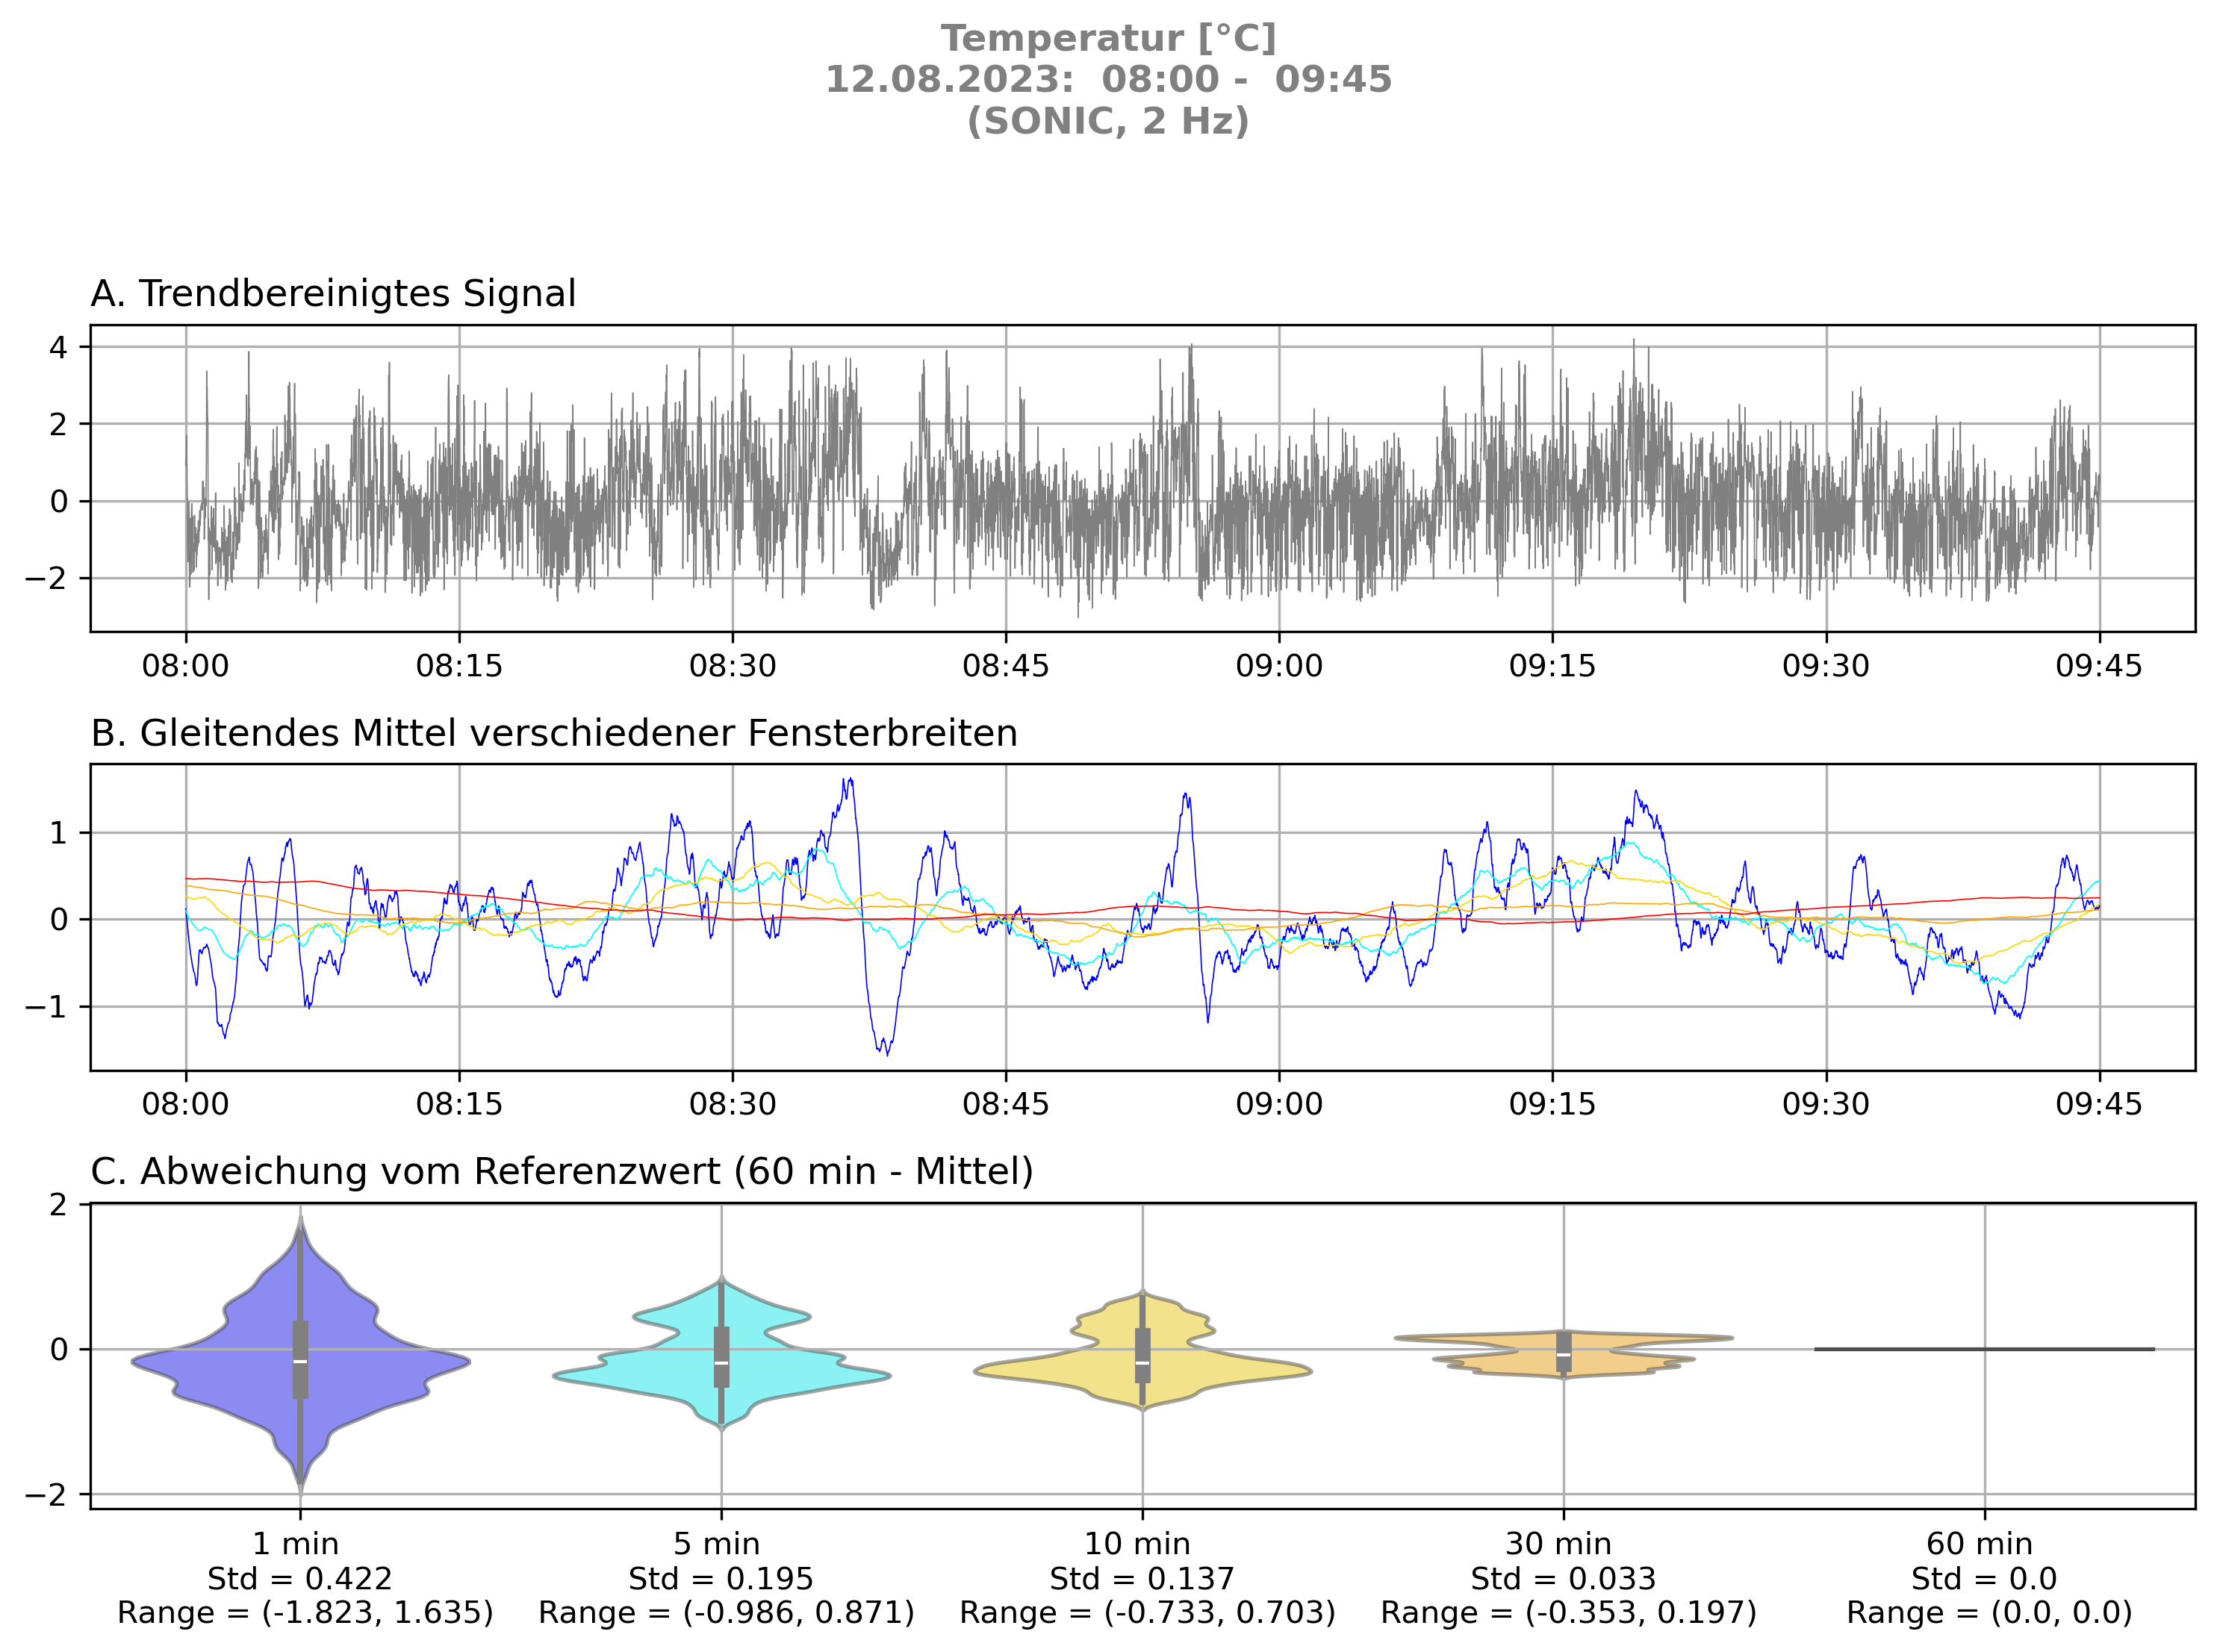 Temperatur [°C]
12.08.2023:  08:00 -  09:45
(SONIC, 2 Hz)
A. Trendbereinigtes Signal
4
2
0
−2
08:00 08:15 08:30 08:45 09:00 09:15 09:30 09:45
B. Gleitendes Mittel verschiedener Fensterbreiten
1
0
−1
08:00 08:15 08:30 08:45 09:00 09:15 09:30 09:45
C. Abweichung vom Referenzwert (60 min - Mittel)
2
0
−2
1 min 5 min 10 min 30 min 60 min
Std = 0.422 Std = 0.195 Std = 0.137 Std = 0.033 Std = 0.0
Range = (-1.823, 1.635) Range = (-0.986, 0.871) Range = (-0.733, 0.703) Range = (-0.353, 0.197) Range = (0.0, 0.0)